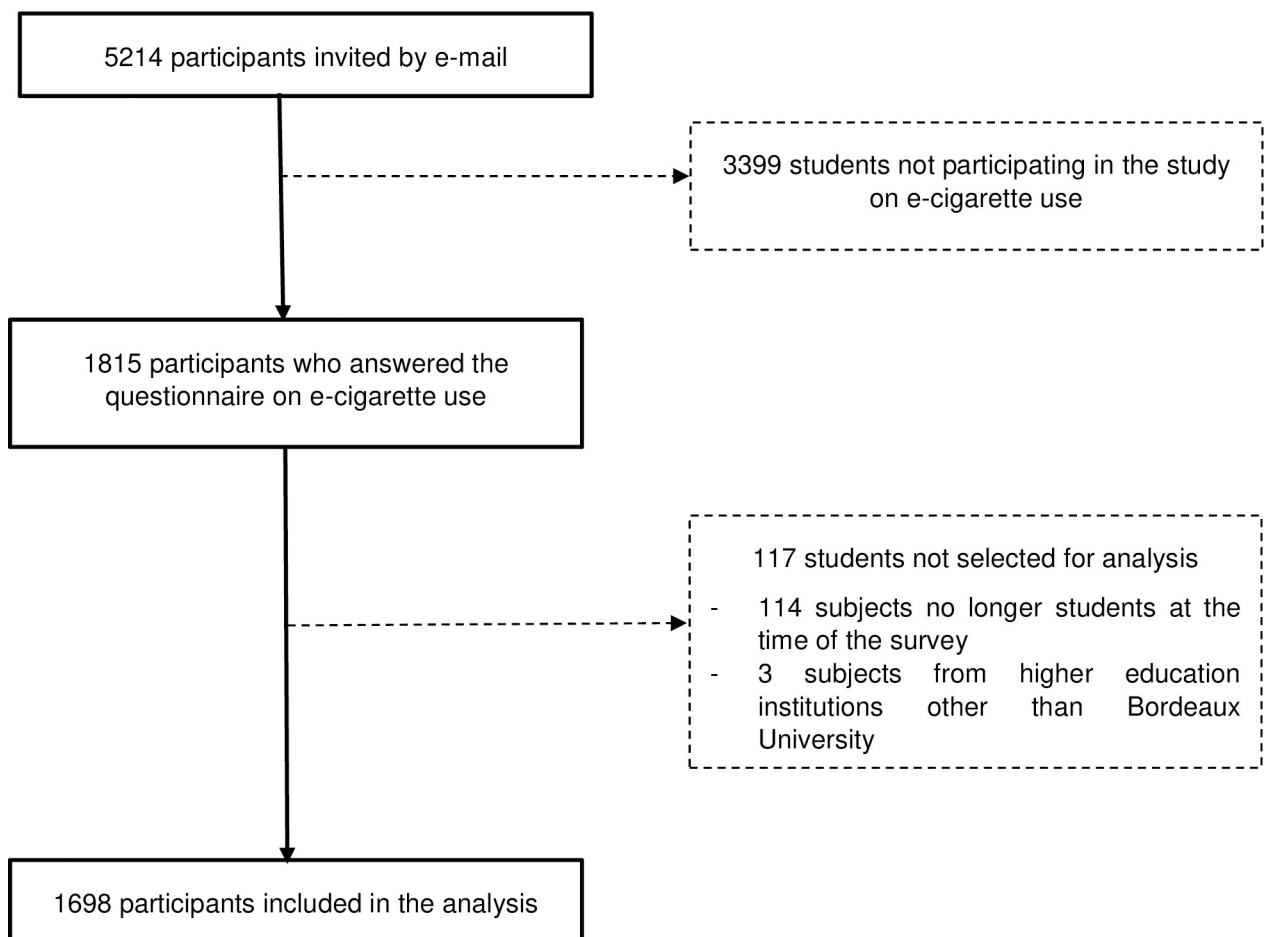 5214 participants invited by e-mail
3399 students not participating in the study
on e-cigarette use
1815 participants who answered the
questionnaire on e-cigarette use
117 students not selected for analysis
- 114 subjects no longer students at the
time of the survey
- 3 subjects from higher education
institutions other than Bordeaux
University
1698 participants included in the analysis